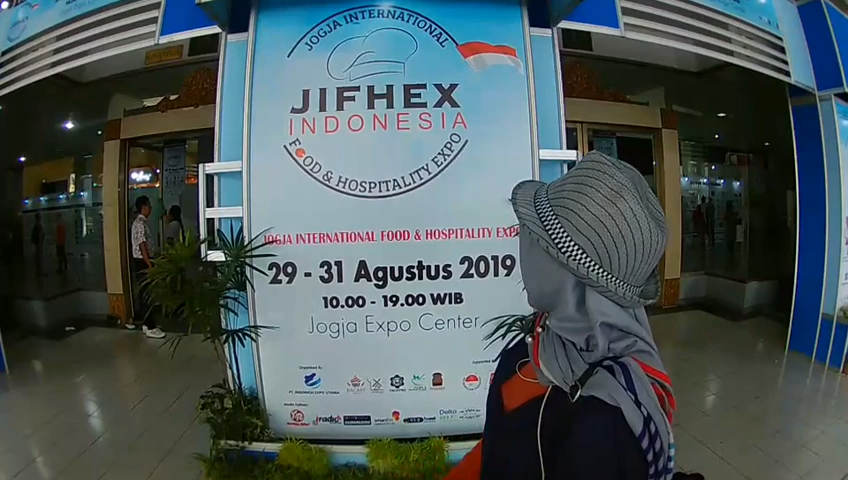 JOGJA INTERNATIONAL
JIFHEX
INDONESIA
FOOD & HOSPITALITY EXPO
JOGJA INTERNATIONAL FOOD & HOSPITALITY EXPO
29 - 31 Agustus 2019
10.00 - 19.00 WIB
Jogja Expo Center